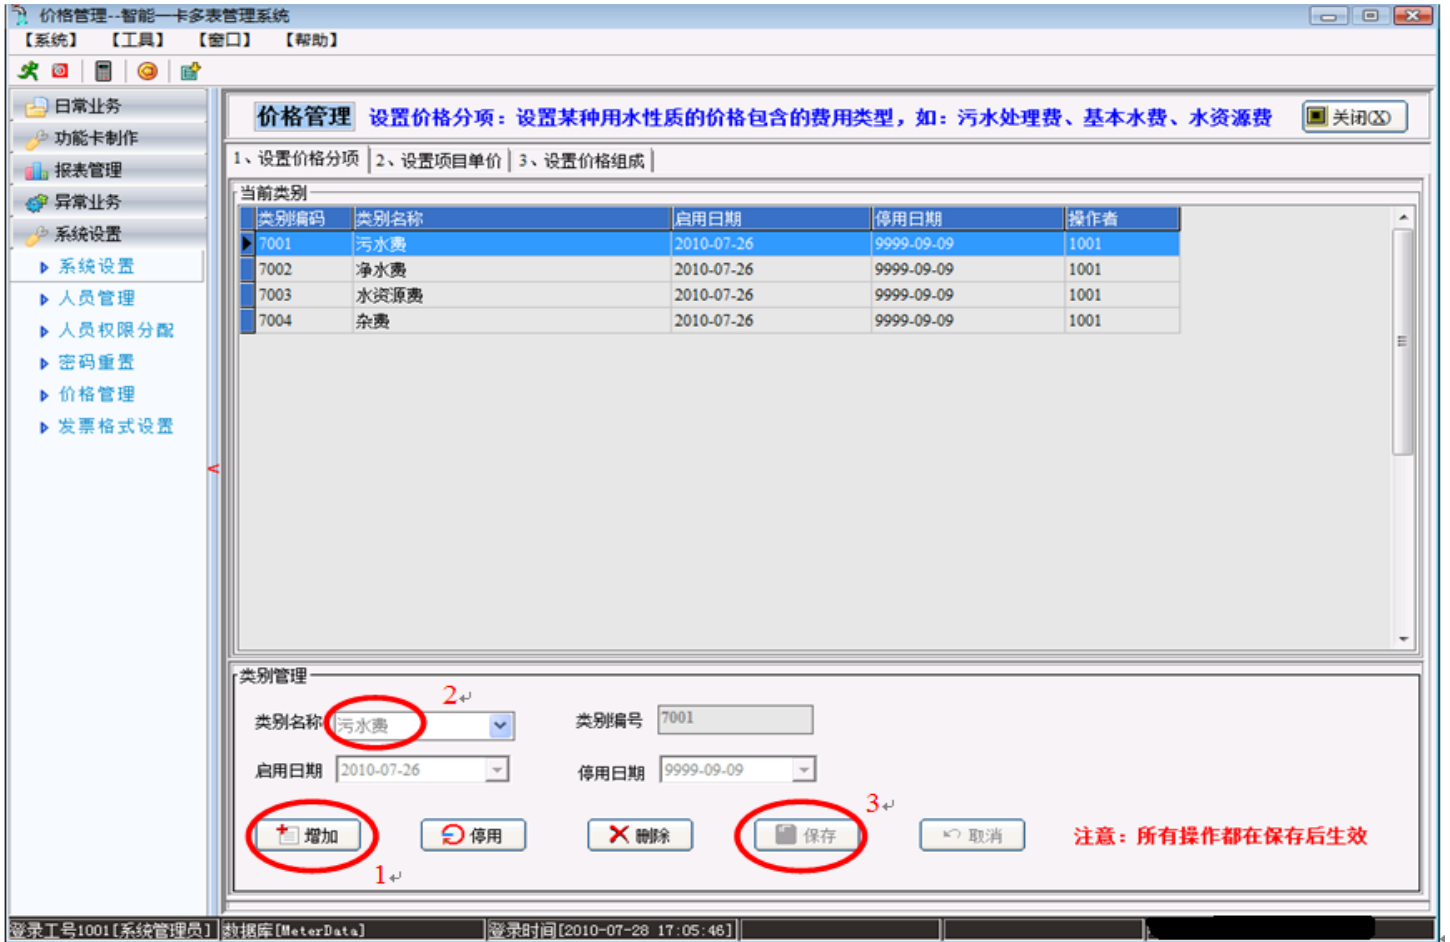 价格管理--智能一卡多表管理系统
【系统】 【工具】 【窗口】 【帮助】
日常业务
功能卡制作
报表管理
异常业务
系统设置
系统设置
人员管理
人员权限分配
密码重置
价格管理
发票格式设置
<
价格管理 设置价格分项：设置某种用水性质的价格包含的费用类型，如：污水处理费、基本水费、水资源费 关闭(X)
1、设置价格分项 2、设置项目单价 3、设置价格组成
当前类别
类别编码 类别名称 启用日期 停用日期 操作者
7001 污水费 2010-07-26 9999-09-09 1001
7002 净水费 2010-07-26 9999-09-09 1001
7003 水资源费 2010-07-26 9999-09-09 1001
7004 杂费 2010-07-26 9999-09-09 1001
类别管理
2
类别名称 污水费 类别编号 7001
启用日期 2010-07-26 停用日期 9999-09-09
3
增加 停用 删除 保存 取消 注意：所有操作都在保存后生效
1
登录工号1001[系统管理员] 数据库[MeterData] 登录时间[2010-07-28 17:05:46]